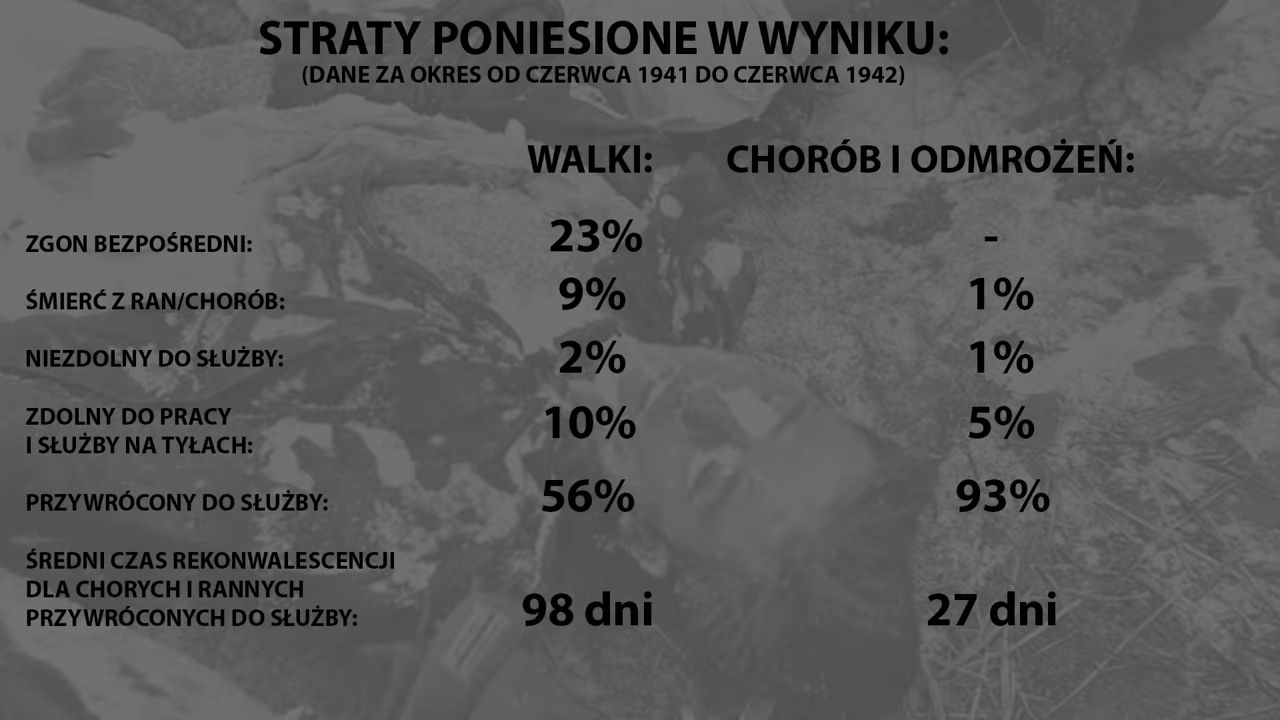 STRATY PONIESIONE W WYNIKU:
(DANE ZA OKRES OD CZERWCA 1941 DO CZERWCA 1942)
WALKI: CHORÓB I ODMROŻEŃ:
ZGON BEZPOŚREDNI: 23% -
ŚMIERĆ Z RAN/CHORÓB: 9% 1%
NIEZDOLNY DO SŁUŻBY: 2% 1%
ZDOLNY DO PRACY
I SŁUŻBY NA TYŁACH: 10% 5%
PRZYWRÓCONY DO SŁUŻBY: 56% 93%
ŚREDNI CZAS REKONWALESCENCJI
DLA CHORYCH I RANNYCH
PRZYWRÓCONYCH DO SŁUŻBY: 98 dni 27 dni